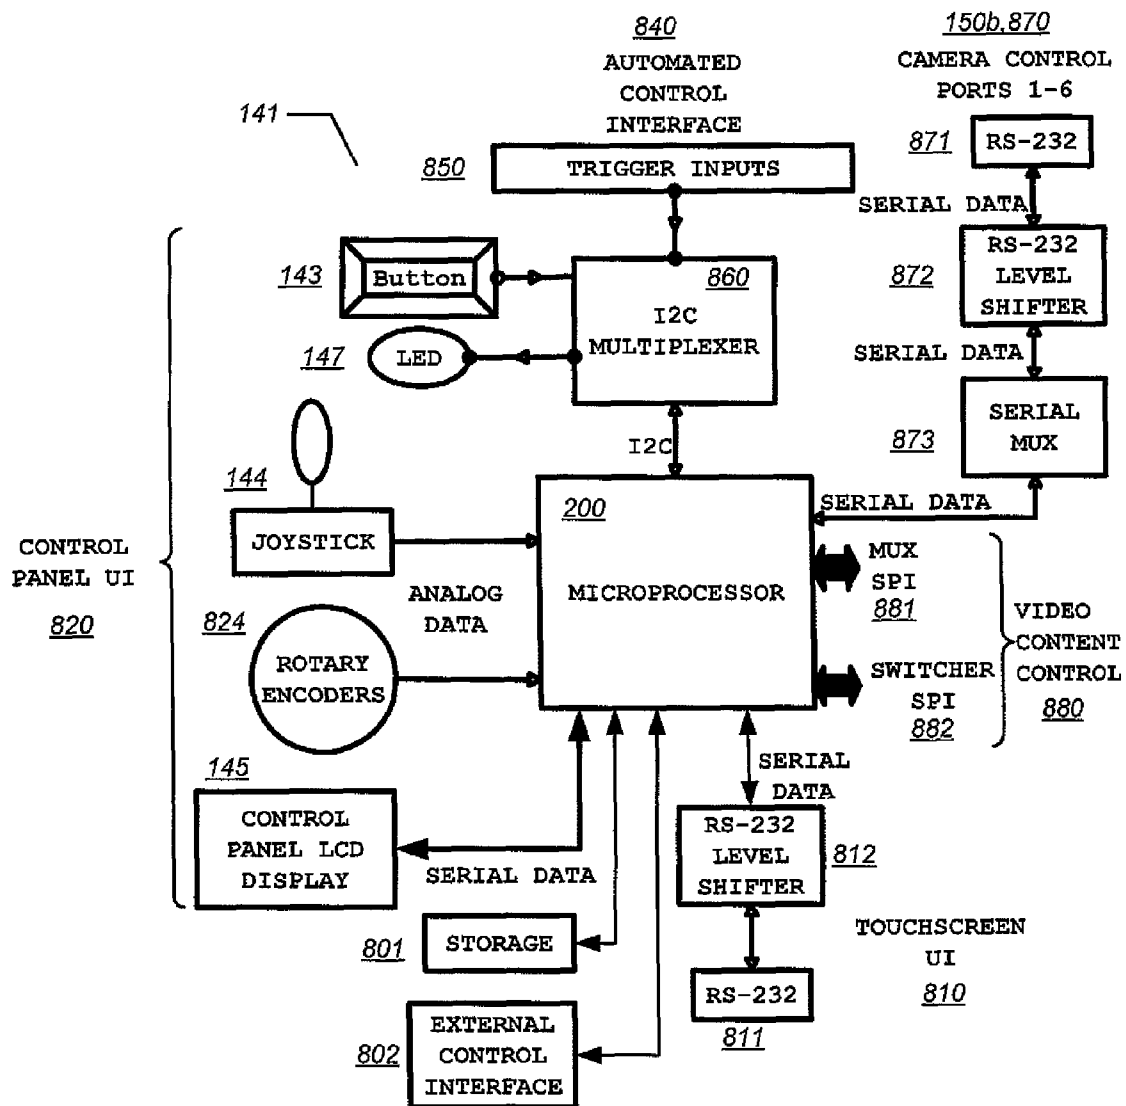 840
AUTOMATED
CONTROL
INTERFACE
150b,870
CAMERA CONTROL
PORTS 1-6
141
850
TRIGGER INPUTS
871
RS-232
SERIAL DATA
143
Button
860
I2C
MULTIPLEXER
872
RS-232
LEVEL
SHIFTER
147
LED
SERIAL DATA
873
SERIAL
MUX
I2C
144
JOYSTICK
200
MICROPROCESSOR
SERIAL DATA
CONTROL
PANEL UI
820
ANALOG
DATA
MUX
SPI
881
824
ROTARY
ENCODERS
SWITCHER
SPI
882
VIDEO
CONTENT
CONTROL
880
145
CONTROL
PANEL LCD
DISPLAY
SERIAL DATA
SERIAL
DATA
RS-232
LEVEL
SHIFTER
812
801
STORAGE
TOUCHSCREEN
UI
810
RS-232
811
802
EXTERNAL
CONTROL
INTERFACE